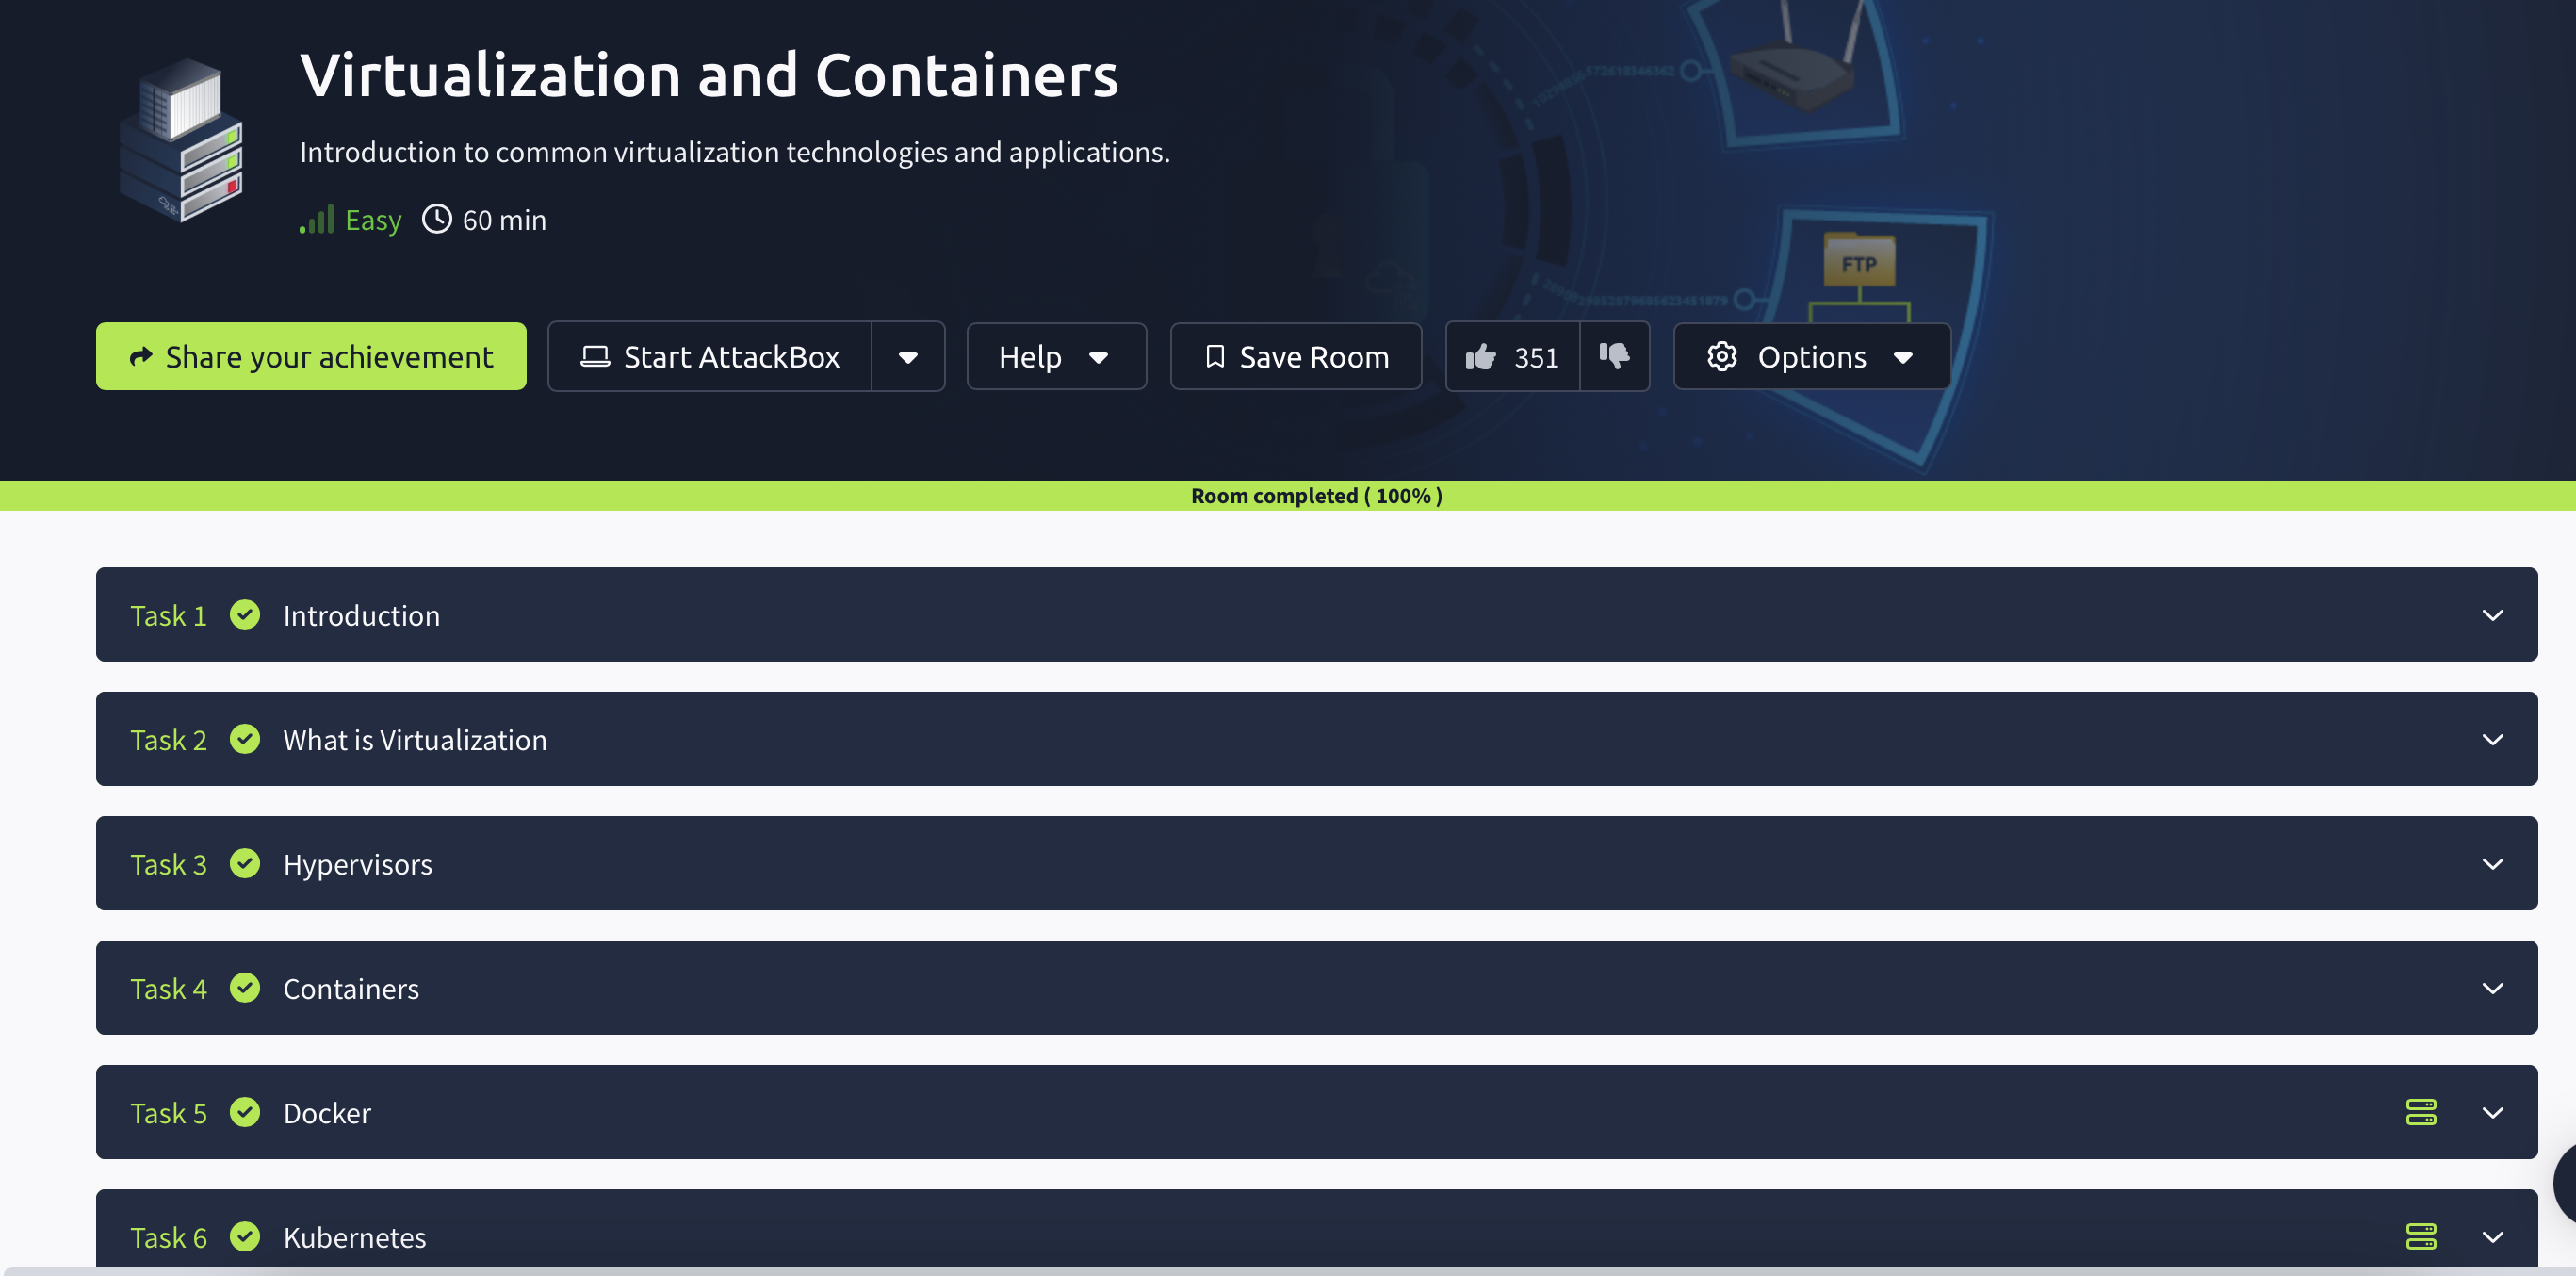 Virtualization and Containers
Introduction to common virtualization technologies and applications.
Easy 60 min
FTP
Share your achievement Start AttackBox Help Save Room 351 Options
Room completed ( 100% )
Task 1 Introduction
Task 2 What is Virtualization
Task 3 Hypervisors
Task 4 Containers
Task 5 Docker
Task 6 Kubernetes